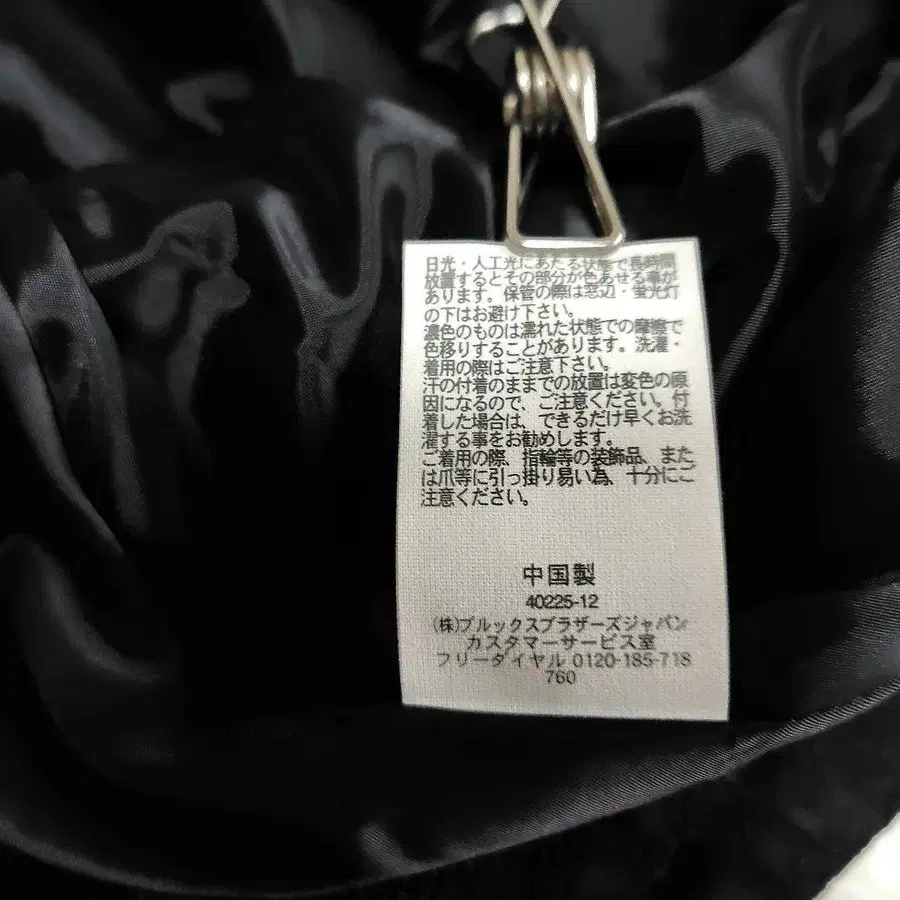 日光・人工光にあたる状態で長時間
放置するとその部分が色あせる事が
あります。保管の際は窓辺・蛍光灯
の下はお避け下さい。
濃色のものは濡れた状態での摩擦で
色移りすることがあります。洗濯・
着用の際はご注意下さい。
汗の付着のままでの放置は変色の原
因になるので、ご注意ください。付
着した場合は、できるだけ早くお洗
濯する事をお勧めします。
ご着用の際、指輪等の装飾品、また
は爪等に引っ掛り易い為、十分にご
注意ください。
中国製
40225-12
(株)ブルックスブラザーズジャパン
カスタマーサービス室
フリーダイヤル 0120-185-718
760